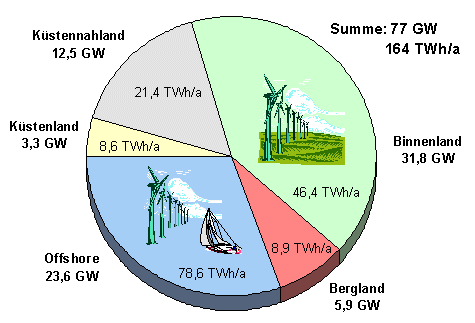 Summe: 77 GW
164 TWh/a
Küstennahland
12,5 GW
21,4 TWh/a
Küstenland
3,3 GW
8,6 TWh/a
Binnenland
31,8 GW
46,4 TWh/a
Offshore
23,6 GW
78,6 TWh/a
8,9 TWh/a
Bergland
5,9 GW